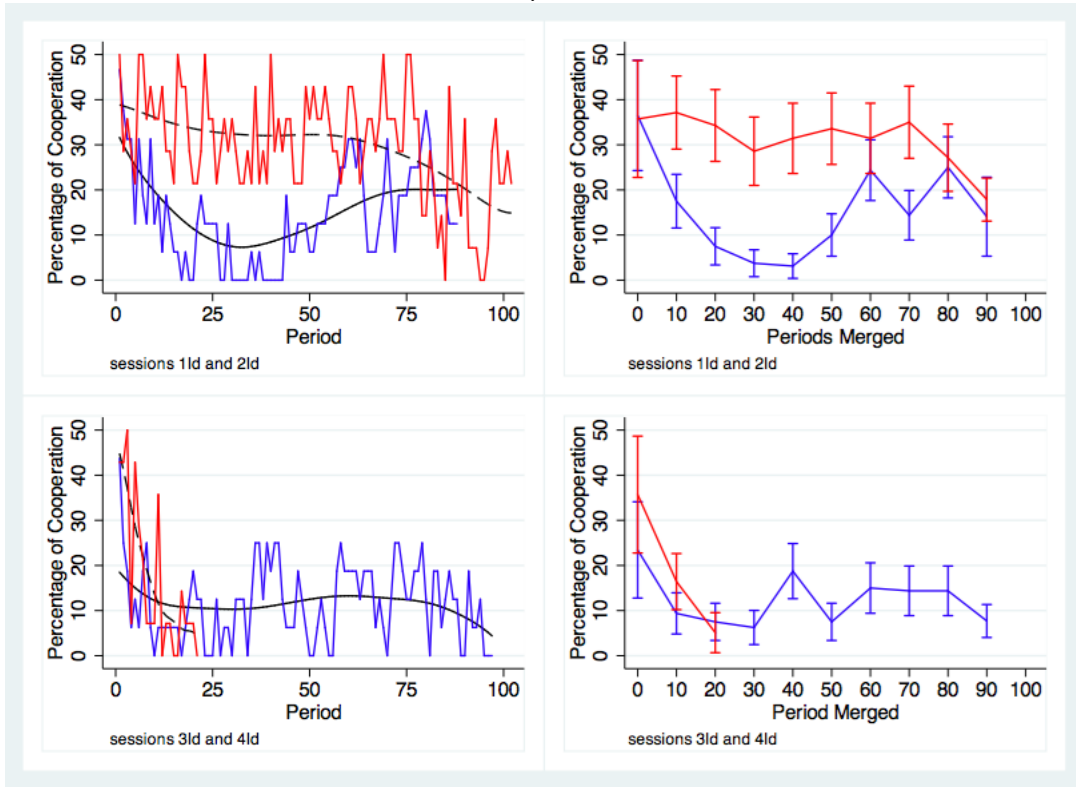 Percentage of Cooperation
50
40
30
20
10
0
0 25 50 75 100
Period
sessions 1ld and 2ld
Percentage of Cooperation
50
40
30
20
10
0
0 10 20 30 40 50 60 70 80 90 100
Periods Merged
sessions 1ld and 2ld
Percentage of Cooperation
50
40
30
20
10
0
0 25 50 75 100
Period
sessions 3ld and 4ld
Percentage of Cooperation
50
40
30
20
10
0
0 10 20 30 40 50 60 70 80 90 100
Period Merged
sessions 3ld and 4ld